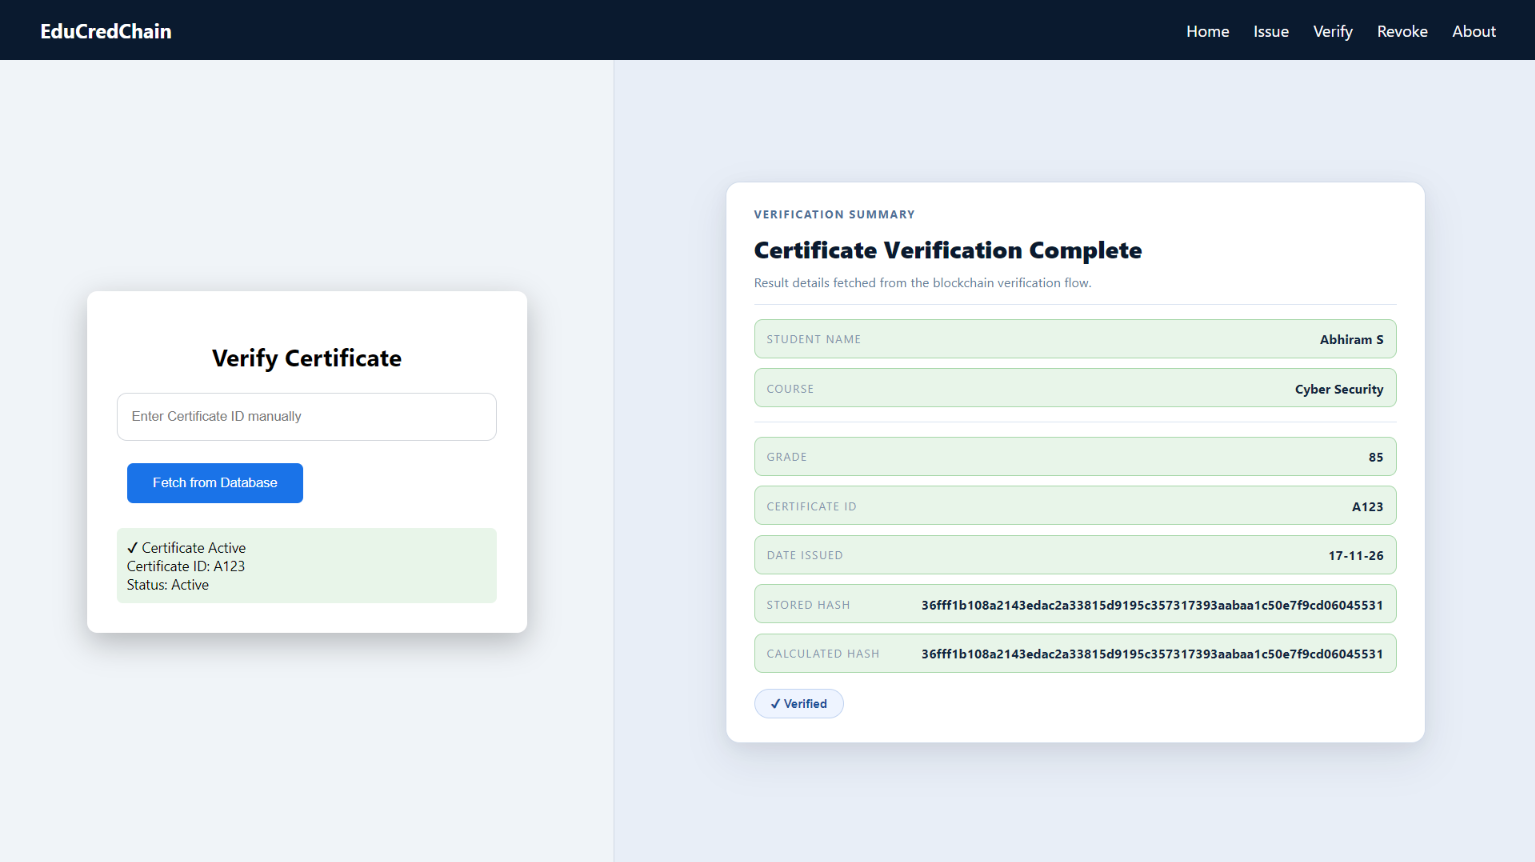 EduCredChain
Home Issue Verify Revoke About
Verify Certificate
Enter Certificate ID manually
Fetch from Database
✓ Certificate Active
Certificate ID: A123
Status: Active
VERIFICATION SUMMARY
Certificate Verification Complete
Result details fetched from the blockchain verification flow.
STUDENT NAME Abhiram S
COURSE Cyber Security
GRADE 85
CERTIFICATE ID A123
DATE ISSUED 17-11-26
STORED HASH 36fff1b108a2143edac2a33815d9195c357317393aabaa1c50e7f9cd06045531
CALCULATED HASH 36fff1b108a2143edac2a33815d9195c357317393aabaa1c50e7f9cd06045531
✓ Verified